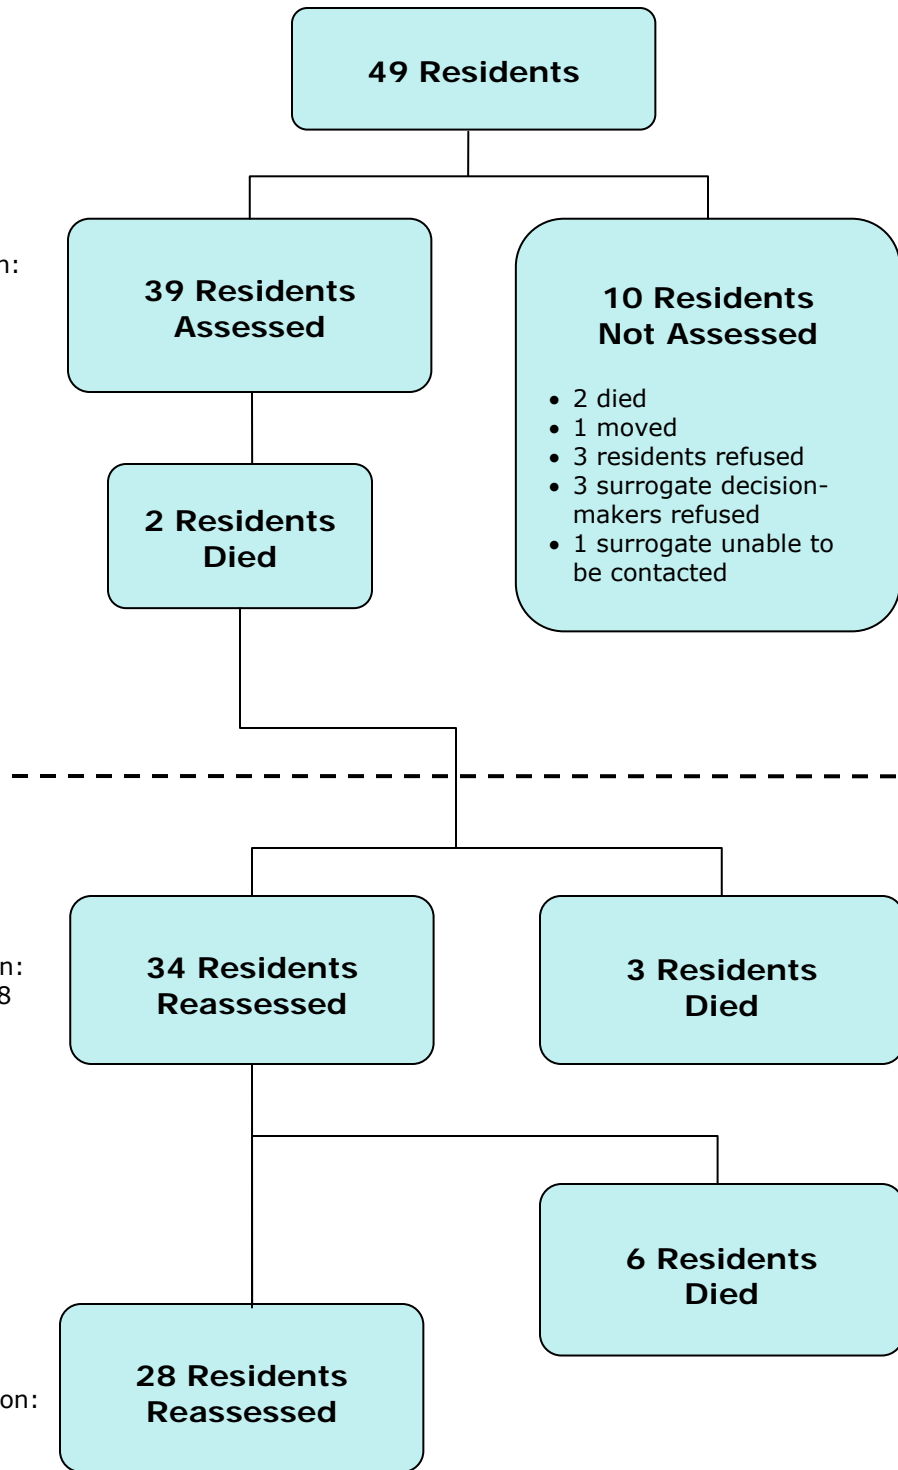 49 Residents
n:
39 Residents
Assessed
10 Residents
Not Assessed
• 2 died
• 1 moved
• 3 residents refused
• 3 surrogate decision-
makers refused
• 1 surrogate unable to
be contacted
2 Residents
Died
n:
8
34 Residents
Reassessed
3 Residents
Died
6 Residents
Died
28 Residents
Reassessed
on: